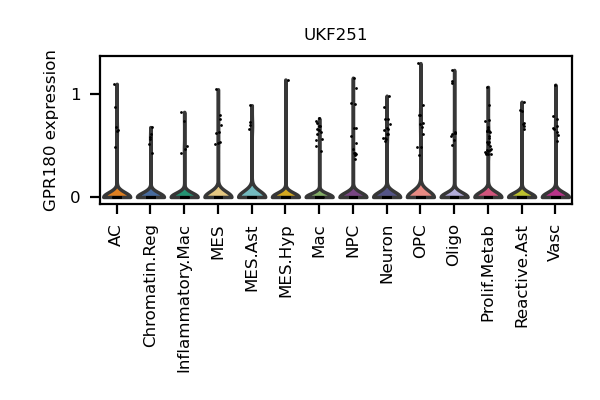 UKF251
GPR180 expression
1
0
AC
Chromatin.Reg
Inflammatory.Mac
MES
MES.Ast
MES.Hyp
Mac
NPC
Neuron
OPC
Oligo
Prolif.Metab
Reactive.Ast
Vasc